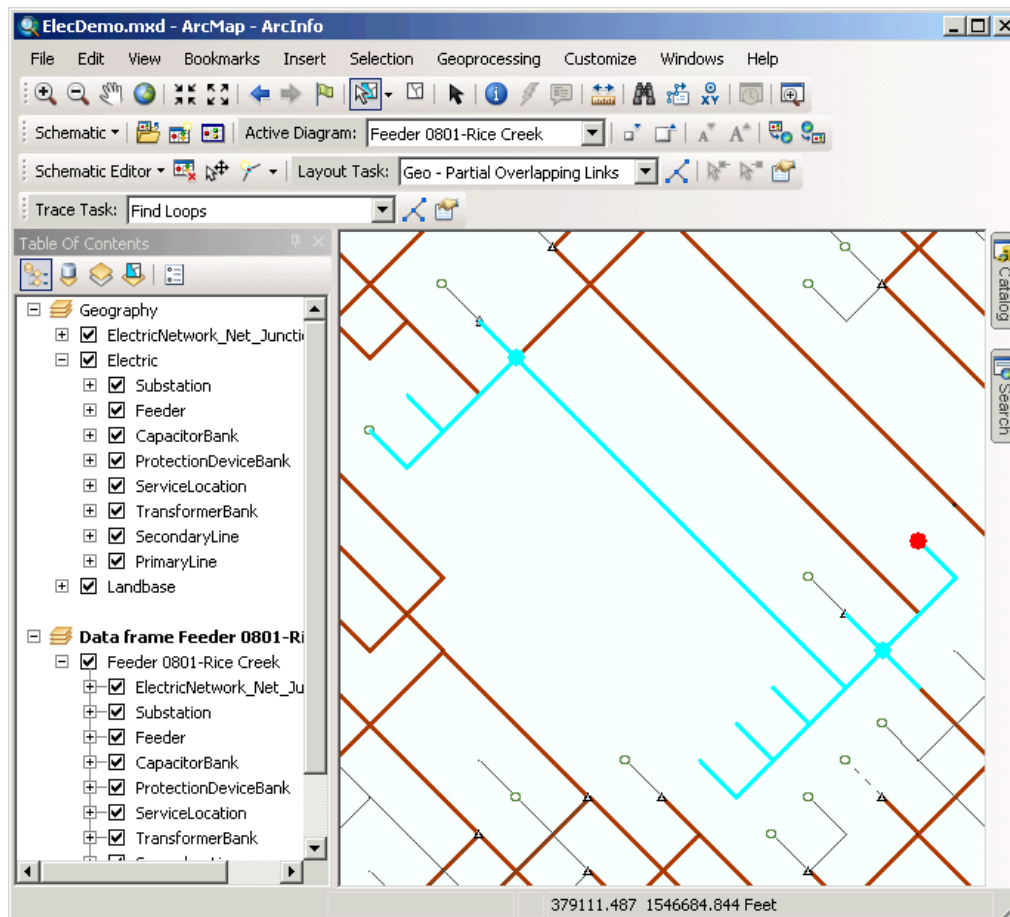 ElecDemo.mxd - ArcMap - ArcInfo
File Edit View Bookmarks Insert Selection Geoprocessing Customize Windows Help
XY
Schematic Active Diagram: Feeder 0801-Rice Creek A A
Schematic Editor Layout Task: Geo - Partial Overlapping Links
Trace Task: Find Loops
Table Of Contents
Geography
ElectricNetwork_Net_Juncti
Electric
Substation
Feeder
CapacitorBank
ProtectionDeviceBank
ServiceLocation
TransformerBank
SecondaryLine
PrimaryLine
Landbase
Data frame Feeder 0801-Ri
Feeder 0801-Rice Creek
ElectricNetwork_Net_Ju
Substation
Feeder
CapacitorBank
ProtectionDeviceBank
ServiceLocation
TransformerBank
Catalog
Search
379111.487 1546684.844 Feet